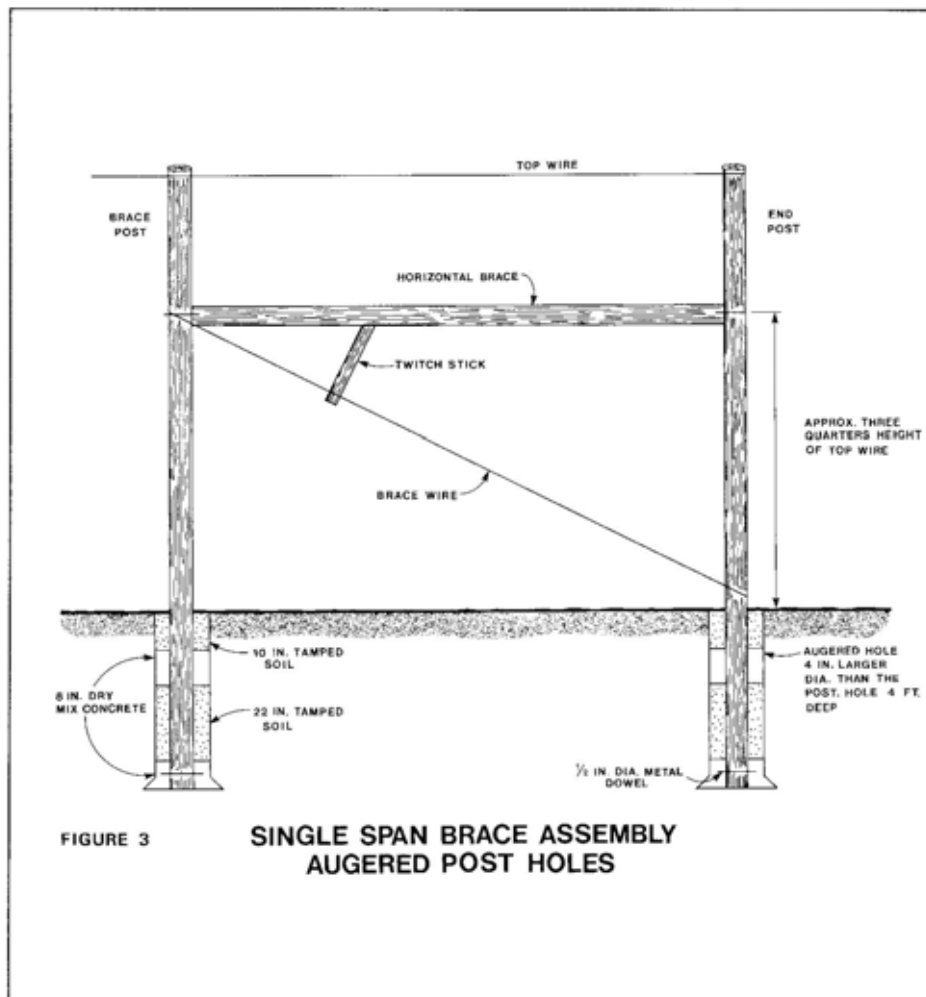 TOP WIRE
BRACE
POST
END
POST
HORIZONTAL BRACE
TWITCH STICK
APPROX. THREE
QUARTERS HEIGHT
OF TOP WIRE
BRACE WIRE
10 IN. TAMPED
SOIL
AUGERED HOLE
4 IN. LARGER
DIA. THAN THE
POST. HOLE 4 FT.
DEEP
8 IN. DRY
MIX CONCRETE
22 IN. TAMPED
SOIL
½ IN. DIA. METAL
DOWEL
FIGURE 3
SINGLE SPAN BRACE ASSEMBLY
AUGERED POST HOLES